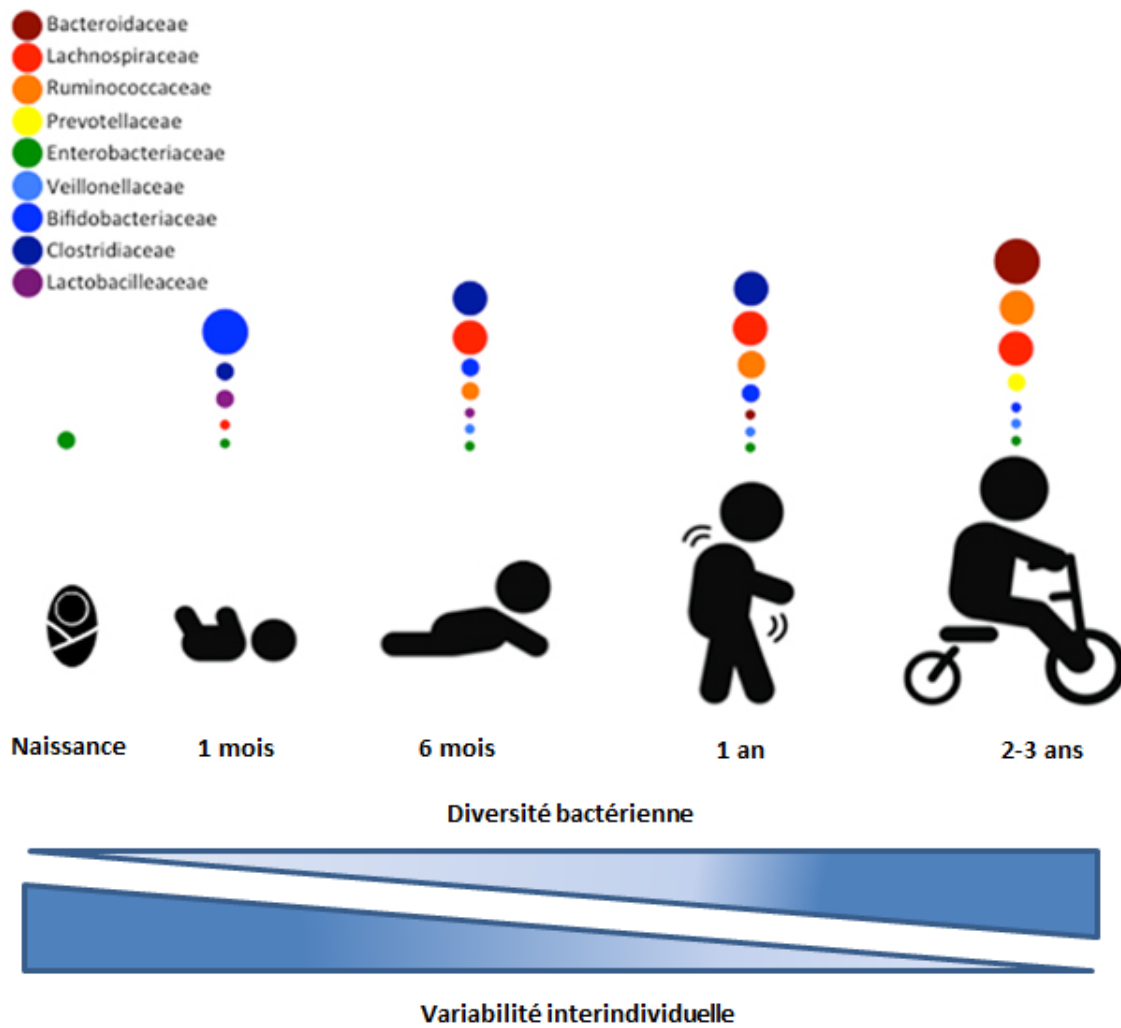 Bacteroidaceae
Lachnospiraceae
Ruminococcaceae
Prevotellaceae
Enterobacteriaceae
Veillonellaceae
Bifidobacteriaceae
Clostridiaceae
Lactobacilleaceae
Naissance
1 mois
6 mois
1 an
2-3 ans
Diversité bactérienne
Variabilité interindividuelle